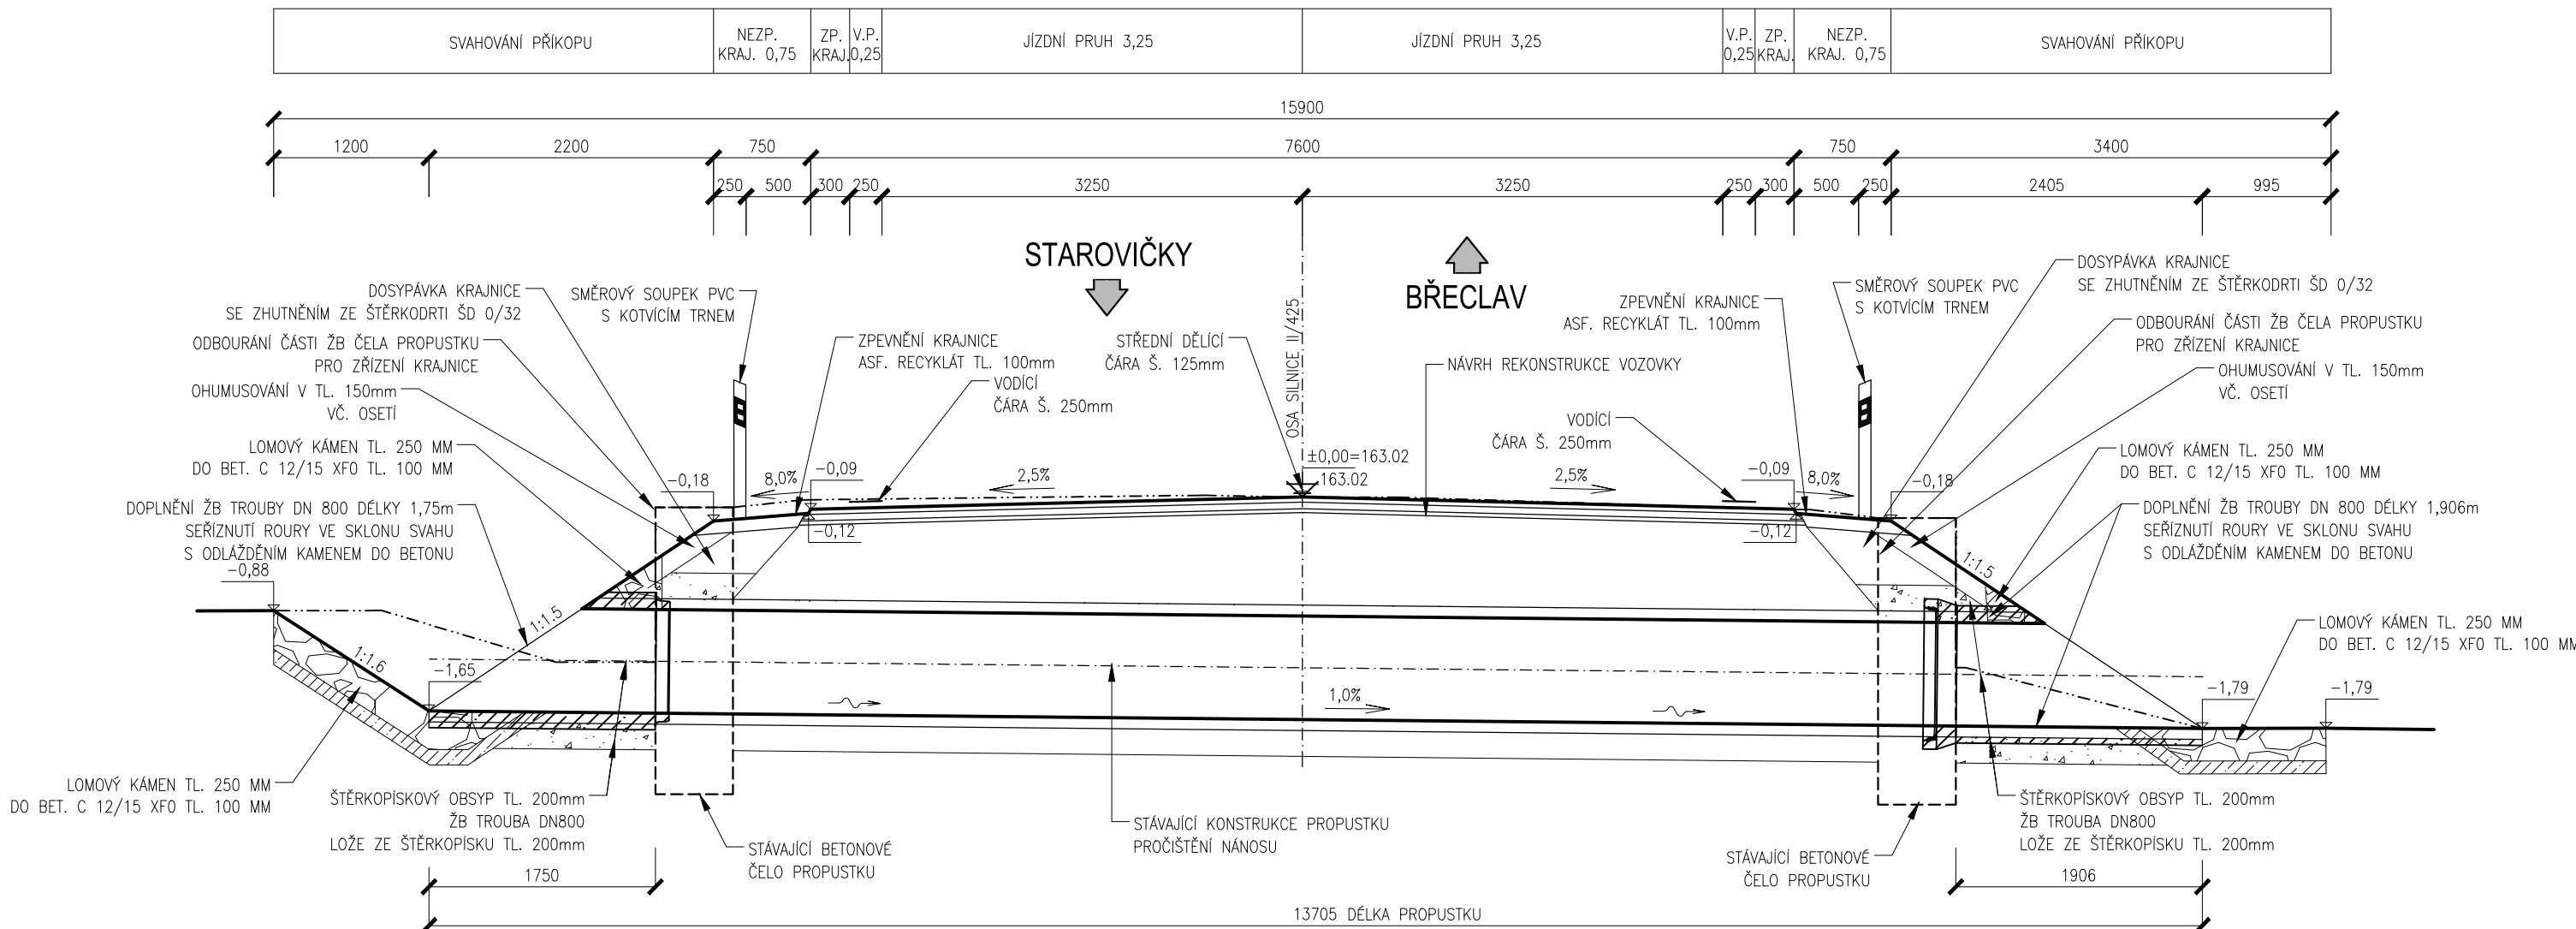 SVAHOVÁNÍ PŘÍKOPU
NEZP.
KRAJ. 0,75
ZP.
KRAJ.
V.P.
0,25
JÍZDNÍ PRUH 3,25
JÍZDNÍ PRUH 3,25
V.P.
0,25
ZP.
KRAJ.
NEZP.
KRAJ. 0,75
SVAHOVÁNÍ PŘÍKOPU
15900
1200 2200 750 7600 750 3400
250 500 300 250 3250 3250 250 300 500 250 2405 995
STAROVIČKY
BŘECLAV
OSA SILNICE II/425
DOSYPÁVKA KRAJNICE
SE ZHUTNĚNÍM ZE ŠTĚRKODRTI ŠD 0/32
SMĚROVÝ SOUPEK PVC
S KOTVÍCÍM TRNEM
ODBOURÁNÍ ČÁSTI ŽB ČELA PROPUSTKU
PRO ZŘÍZENÍ KRAJNICE
OHUMUSOVÁNÍ V TL. 150mm
VČ. OSETÍ
LOMOVÝ KÁMEN TL. 250 MM
DO BET. C 12/15 XF0 TL. 100 MM
DOPLNĚNÍ ŽB TROUBY DN 800 DÉLKY 1,75m
SEŘÍZNUTÍ ROURY VE SKLONU SVAHU
S ODLÁŽDĚNÍM KAMENEM DO BETONU
ZPEVNĚNÍ KRAJNICE
ASF. RECYKLÁT TL. 100mm
VODÍCÍ
ČÁRA Š. 250mm
STŘEDNÍ DĚLÍCÍ
ČÁRA Š. 125mm
NÁVRH REKONSTRUKCE VOZOVKY
ZPEVNĚNÍ KRAJNICE
ASF. RECYKLÁT TL. 100mm
VODÍCÍ
ČÁRA Š. 250mm
SMĚROVÝ SOUPEK PVC
S KOTVÍCÍM TRNEM
DOSYPÁVKA KRAJNICE
SE ZHUTNĚNÍM ZE ŠTĚRKODRTI ŠD 0/32
ODBOURÁNÍ ČÁSTI ŽB ČELA PROPUSTKU
PRO ZŘÍZENÍ KRAJNICE
OHUMUSOVÁNÍ V TL. 150mm
VČ. OSETÍ
LOMOVÝ KÁMEN TL. 250 MM
DO BET. C 12/15 XF0 TL. 100 MM
DOPLNĚNÍ ŽB TROUBY DN 800 DÉLKY 1,906m
SEŘÍZNUTÍ ROURY VE SKLONU SVAHU
S ODLÁŽDĚNÍM KAMENEM DO BETONU
-0,18
8,0%
-0,09
2,5%
±0,00=163.02
163.02
2,5%
-0,09
8,0%
-0,18
-0,12
-0,12
-0,88
1:1.5
1:1.5
1:1.6
-1,65
1,0%
-1,79
-1,79
LOMOVÝ KÁMEN TL. 250 MM
DO BET. C 12/15 XF0 TL. 100 MM
LOMOVÝ KÁMEN TL. 250 MM
DO BET. C 12/15 XF0 TL. 100 MM
ŠTĚRKOPÍSKOVÝ OBSYP TL. 200mm
ŽB TROUBA DN800
LOŽE ZE ŠTĚRKOPÍSKU TL. 200mm
STÁVAJÍCÍ BETONOVÉ
ČELO PROPUSTKU
STÁVAJÍCÍ KONSTRUKCE PROPUSTKU
PROČIŠTĚNÍ NÁNOSU
STÁVAJÍCÍ BETONOVÉ
ČELO PROPUSTKU
ŠTĚRKOPÍSKOVÝ OBSYP TL. 200mm
ŽB TROUBA DN800
LOŽE ZE ŠTĚRKOPÍSKU TL. 200mm
1750
1906
13705 DÉLKA PROPUSTKU